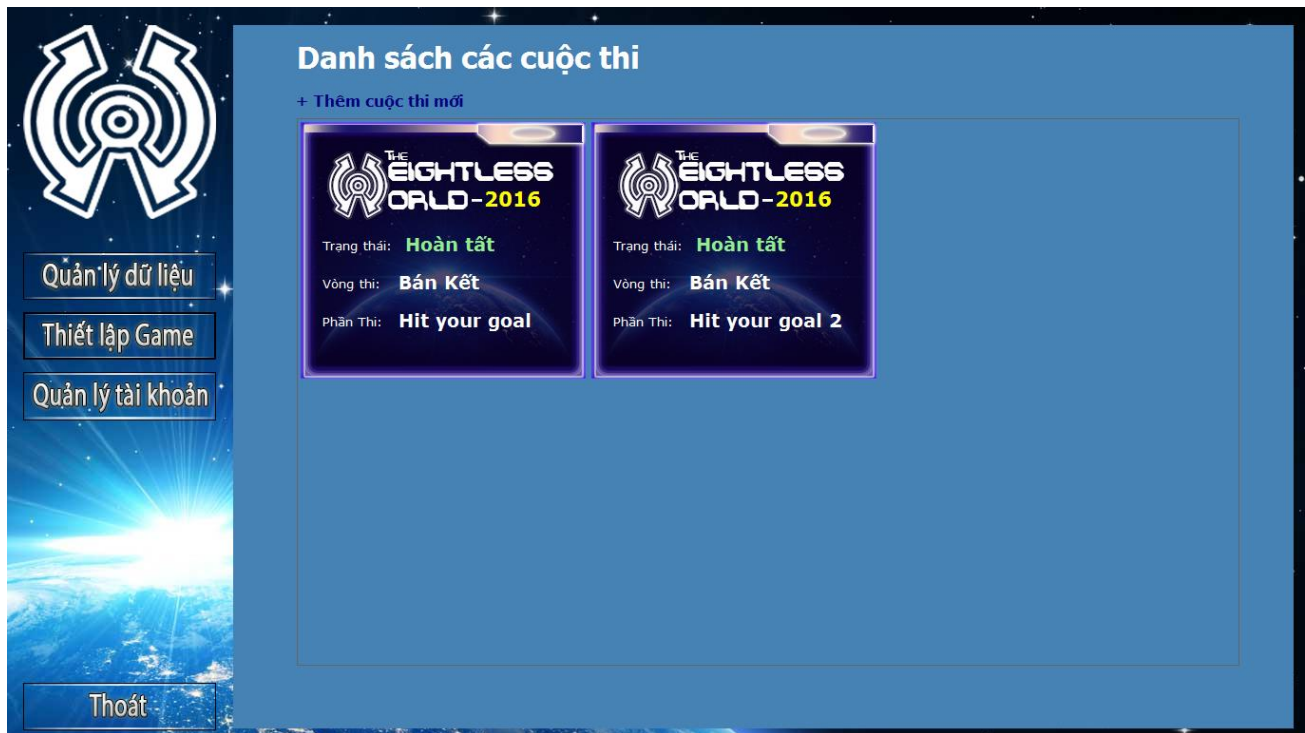 Danh sách các cuộc thi
+ Thêm cuộc thi mới
THE
EIGHTLESS
ORLD-2016
Trạng thái: Hoàn tất
Vòng thi: Bán Kết
Phần Thi: Hit your goal
THE
EIGHTLESS
ORLD-2016
Trạng thái: Hoàn tất
Vòng thi: Bán Kết
Phần Thi: Hit your goal 2
Quản lý dữ liệu
Thiết lập Game
Quản lý tài khoản
Thoát